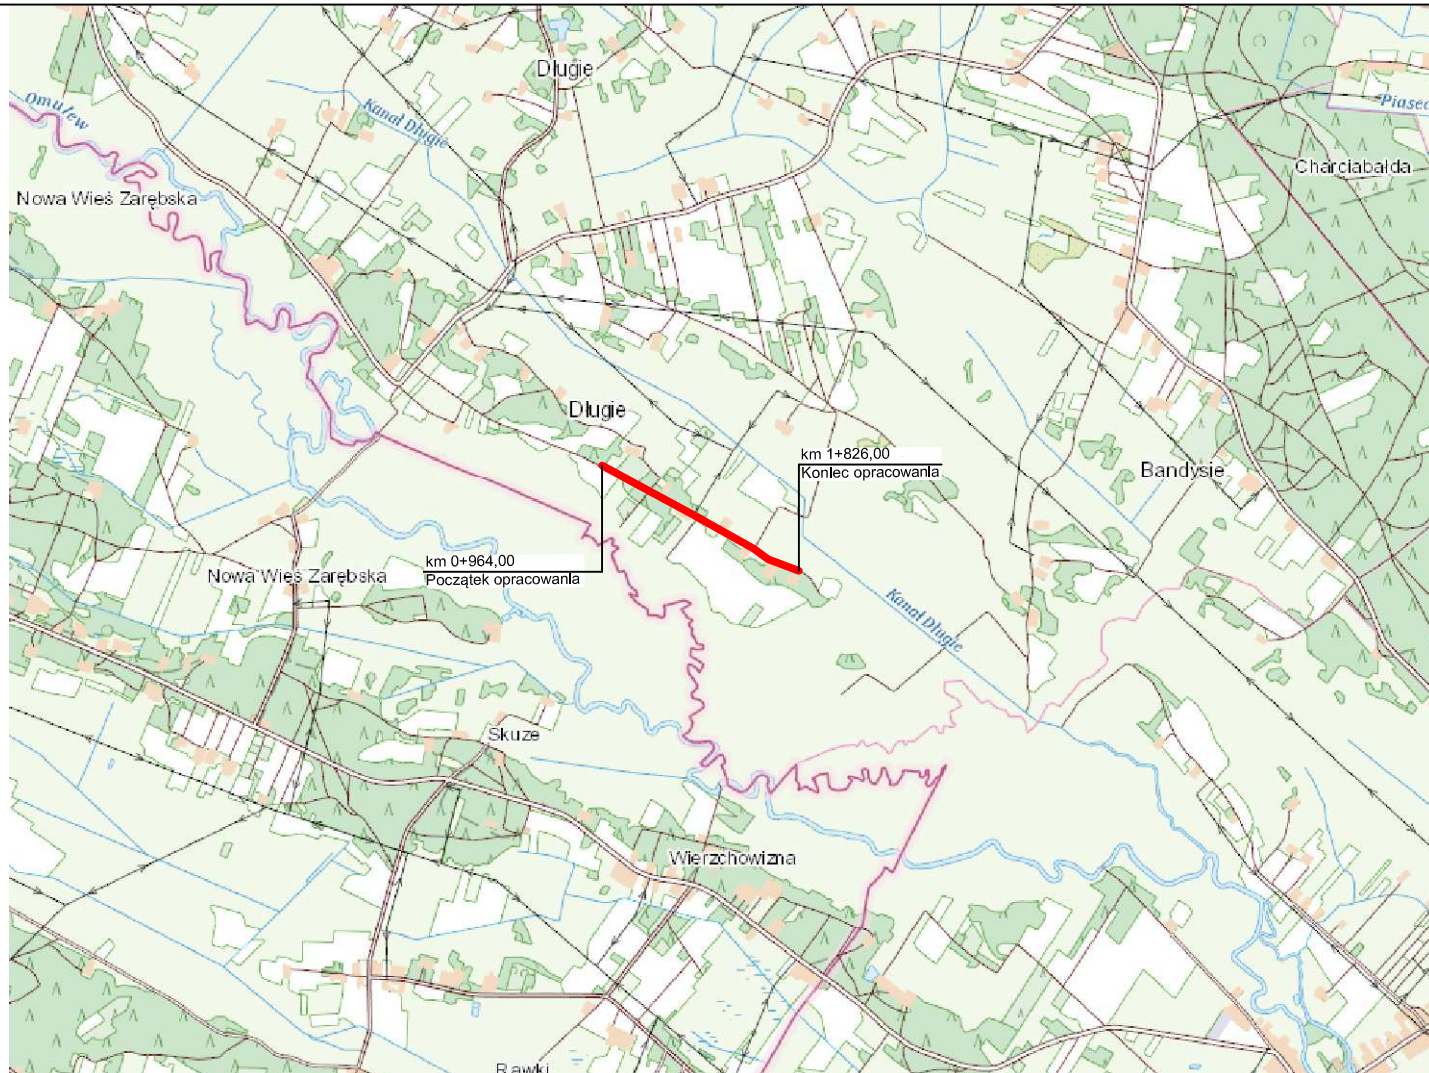 Długie
Omulew
Kanał Długie
Piasec
Charciabałda
Nowa Wieś Zarębska
Długie
km 1+826,00
Koniec opracowania
Bandysie
km 0+964,00
Początek opracowania
Nowa Wieś Zarębska
Kanał Długie
Skuze
Wierzchowizna
Rawki